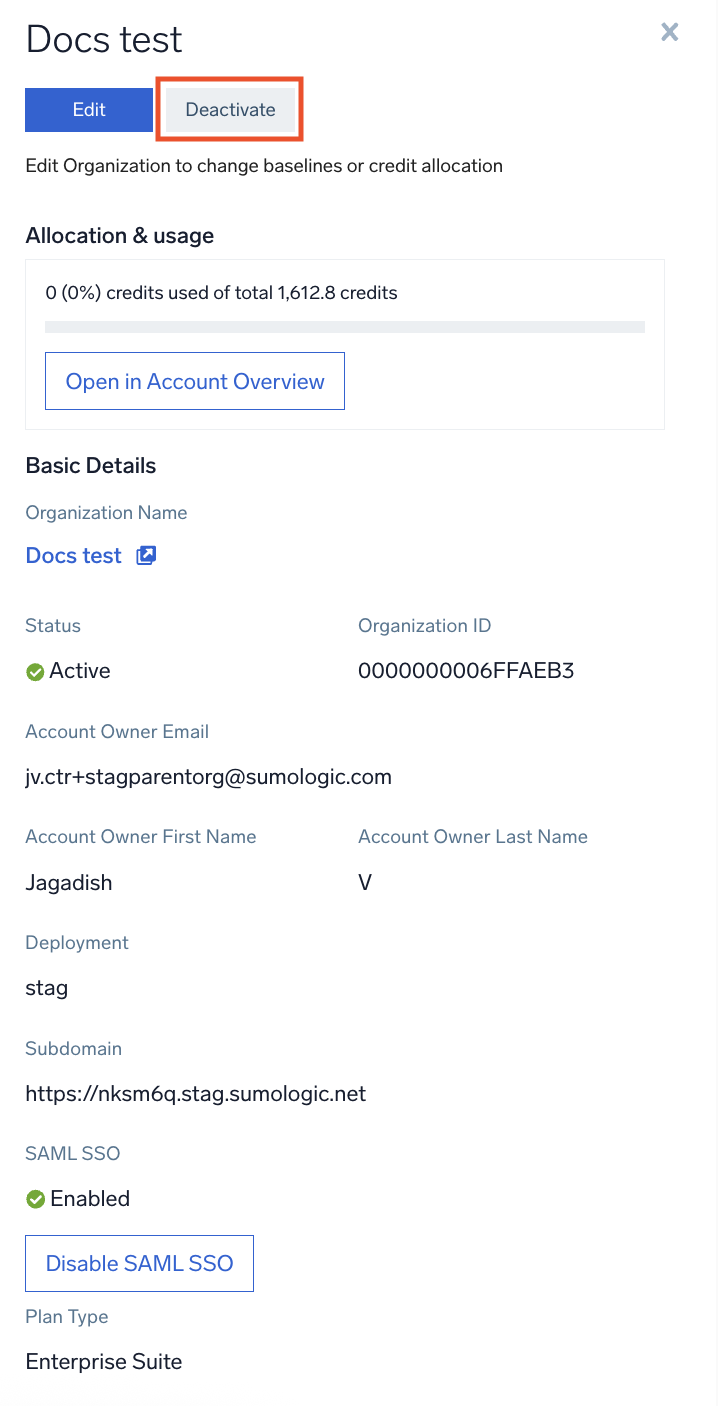 Docs test
Edit
Deactivate
Edit Organization to change baselines or credit allocation
Allocation & usage
0 (0%) credits used of total 1,612.8 credits
Open in Account Overview
Basic Details
Organization Name
Docs test
Status
Organization ID
Active
0000000006FFAEB3
Account Owner Email
jv.ctr+stagparentorg@sumologic.com
Account Owner First Name
Account Owner Last Name
Jagadish
V
Deployment
stag
Subdomain
https://nksm6q.stag.sumologic.net
SAML SSO
Enabled
Disable SAML SSO
Plan Type
Enterprise Suite